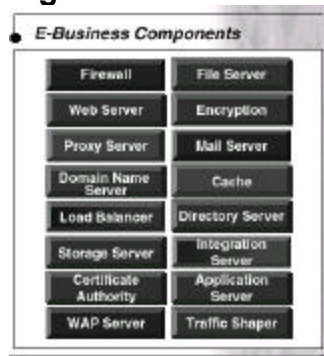 E-Business Components
Firewall
File Server
Web Server
Encryption
Proxy Server
Mail Server
Domain Name
Server
Cache
Load Balancer
Directory Server
Storage Server
Integration
Server
Certificate
Authority
Application
Server
WAP Server
Traffic Shaper